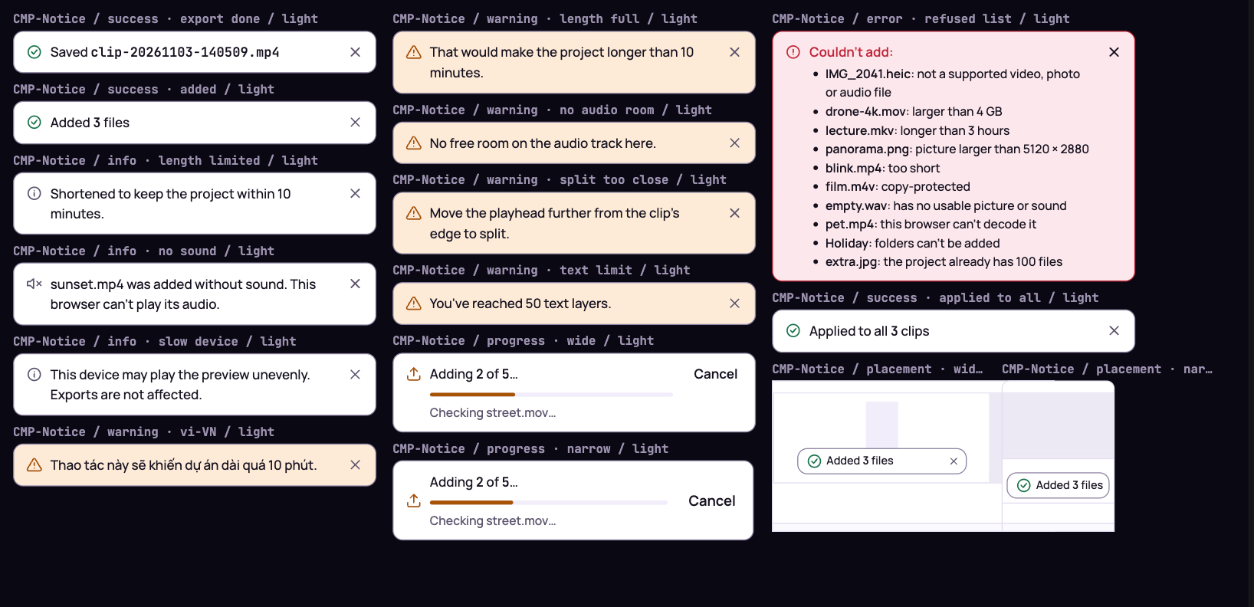 CMP-Notice / success · export done / light
Saved clip-20261103-140509.mp4
CMP-Notice / success · added / light
Added 3 files
CMP-Notice / info · length limited / light
Shortened to keep the project within 10
minutes.
CMP-Notice / info · no sound / light
sunset.mp4 was added without sound. This
browser can't play its audio.
CMP-Notice / info · slow device / light
This device may play the preview unevenly.
Exports are not affected.
CMP-Notice / warning · vi-VN / light
Thao tác này sẽ khiến dự án dài quá 10 phút.
CMP-Notice / warning · length full / light
That would make the project longer than 10
minutes.
CMP-Notice / warning · no audio room / light
No free room on the audio track here.
CMP-Notice / warning · split too close / light
Move the playhead further from the clip's
edge to split.
CMP-Notice / warning · text limit / light
You've reached 50 text layers.
CMP-Notice / progress · wide / light
Adding 2 of 5…
Cancel
Checking street.mov…
CMP-Notice / progress · narrow / light
Adding 2 of 5…
Cancel
Checking street.mov…
CMP-Notice / error · refused list / light
Couldn't add:
• IMG_2041.heic: not a supported video, photo
or audio file
• drone-4k.mov: larger than 4 GB
• lecture.mkv: longer than 3 hours
• panorama.png: picture larger than 5120 × 2880
• blink.mp4: too short
• film.m4v: copy-protected
• empty.wav: has no usable picture or sound
• pet.mp4: this browser can't decode it
• Holiday: folders can't be added
• extra.jpg: the project already has 100 files
CMP-Notice / success · applied to all / light
Applied to all 3 clips
CMP-Notice / placement · wid…
Added 3 files
CMP-Notice / placement · nar…
Added 3 files